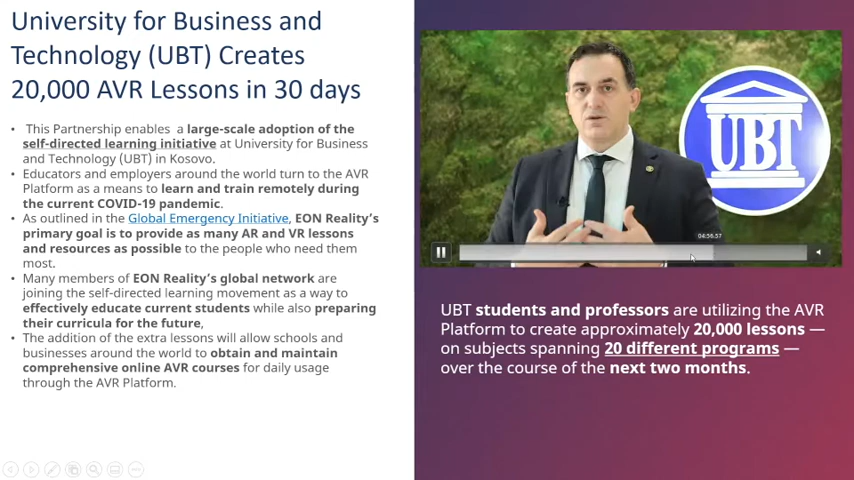 University for Business and
Technology (UBT) Creates
20,000 AVR Lessons in 30 days
• This Partnership enables a large-scale adoption of the
self-directed learning initiative at University for Business
and Technology (UBT) in Kosovo.
• Educators and employers around the world turn to the AVR
Platform as a means to learn and train remotely during
the current COVID-19 pandemic.
• As outlined in the Global Emergency Initiative, EON Reality’s
primary goal is to provide as many AR and VR lessons
and resources as possible to the people who need them
most.
• Many members of EON Reality’s global network are
joining the self-directed learning movement as a way to
effectively educate current students while also preparing
their curricula for the future,
• The addition of the extra lessons will allow schools and
businesses around the world to obtain and maintain
comprehensive online AVR courses for daily usage
through the AVR Platform.
UBT
04:56.57
UBT students and professors are utilizing the AVR
Platform to create approximately 20,000 lessons —
on subjects spanning 20 different programs —
over the course of the next two months.